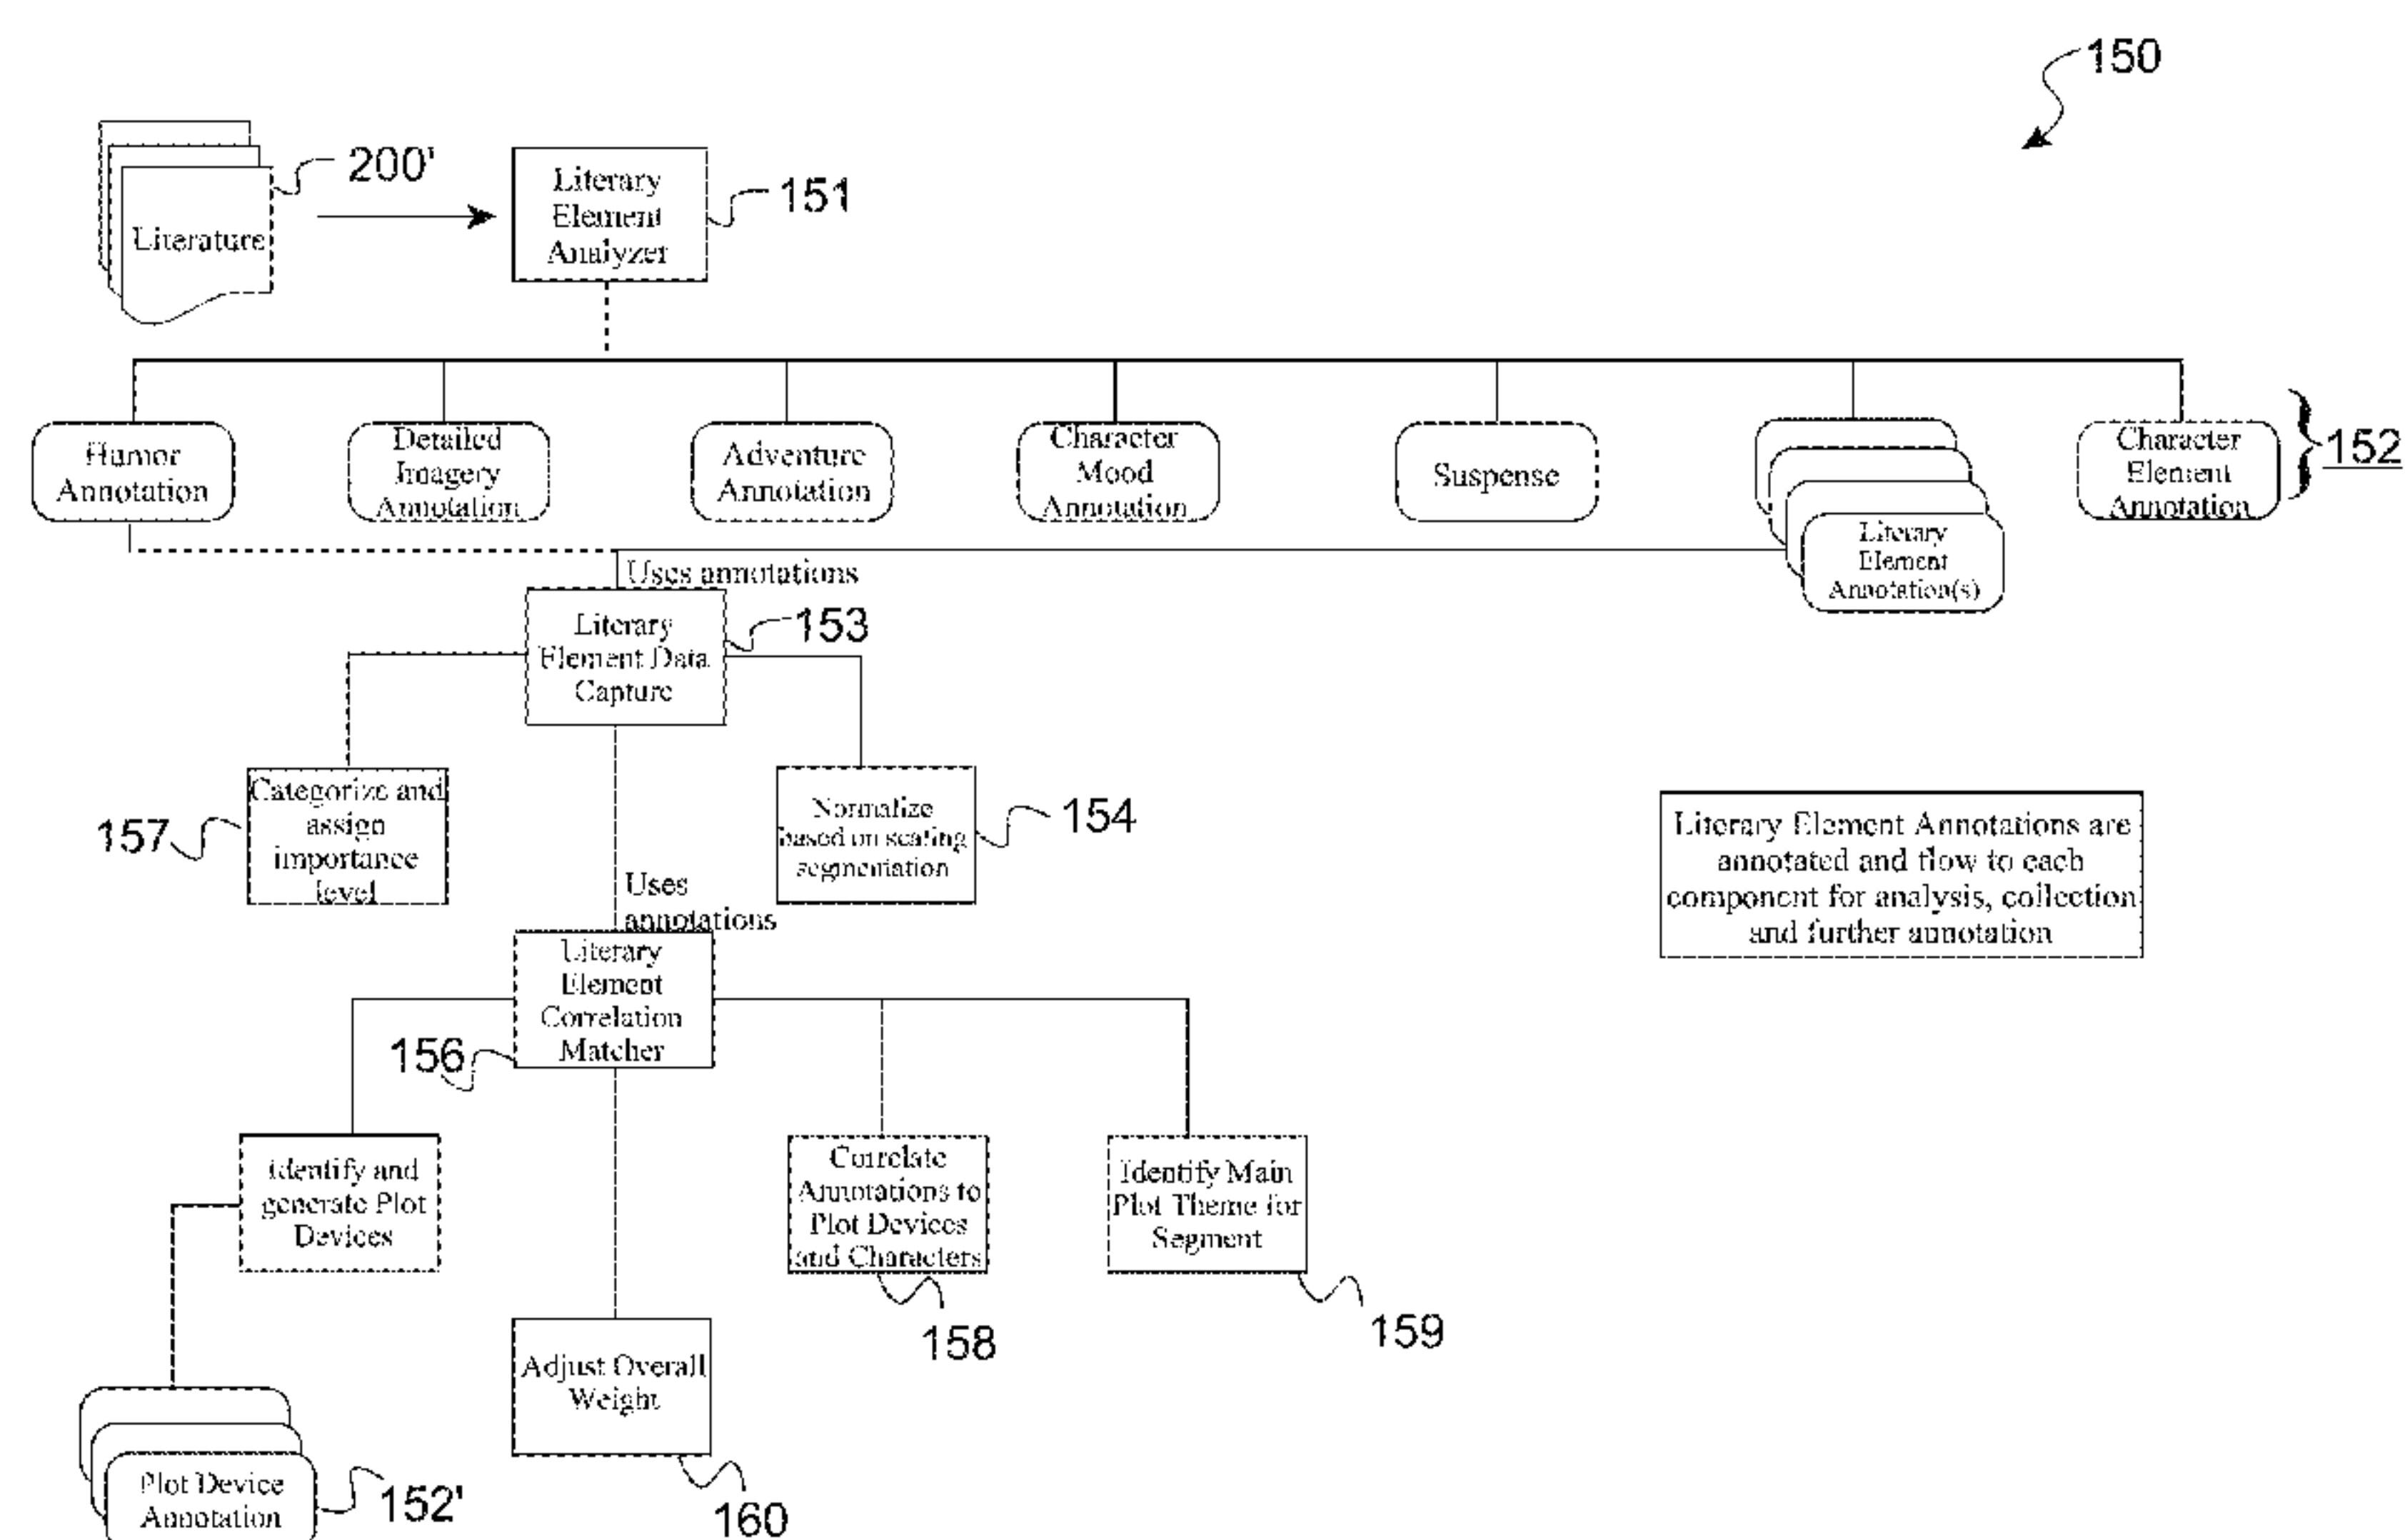 150
200'
Literature
Literary
Element
Analyzer
151
Humor
Annotation
Detailed
Imagery
Annotation
Adventure
Annotation
Character
Mood
Annotation
Suspense
Literary
Element
Annotation(s)
Character
Element
Annotation
152
Uses annotations
Literary
Element Data
Capture
153
Categorize and
assign
importance
level
157
Normalize
based on scaling
segmentation
154
Uses
annotations
Literary Element Annotations are
annotated and flow to each
component for analysis, collection
and further annotation
Literary
Element
Correlation
Matcher
156
Identify and
generate Plot
Devices
Correlate
Annotations to
Plot Devices
and Characters
158
Identify Main
Plot Theme for
Segment
159
Adjust Overall
Weight
160
Plot Device
Annotation
152'